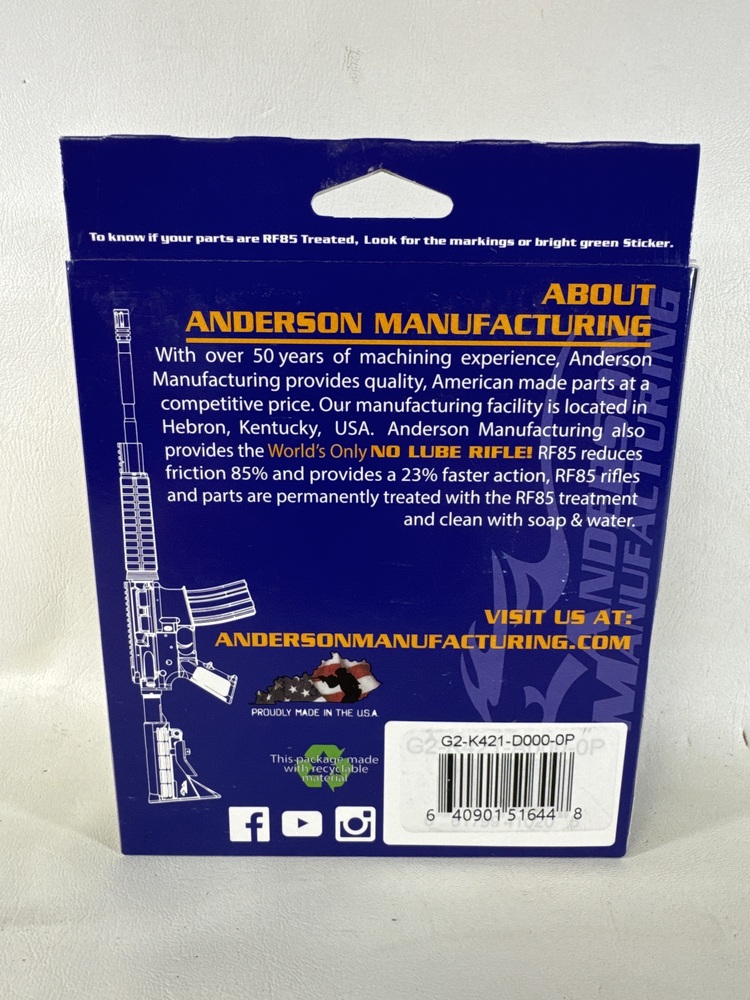 To know if your parts are RF85 Treated, Look for the markings or bright green Sticker.
ABOUT
ANDERSON MANUFACTURING
With over 50 years of machining experience, Anderson
Manufacturing provides quality, American made parts at a
competitive price. Our manufacturing facility is located in
Hebron, Kentucky, USA. Anderson Manufacturing also
provides the World's Only NO LUBE RIFLE! RF85 reduces
friction 85% and provides a 23% faster action, RF85 rifles
and parts are permanently treated with the RF85 treatment
and clean with soap & water.
ANDERSON
MANUFACTURING
VISIT US AT:
ANDERSONMANUFACTURING.COM
PROUDLY MADE IN THE U.S.A.
This package made
with recyclable
material
G2-K421-D000-0P
6 40901 51644 8